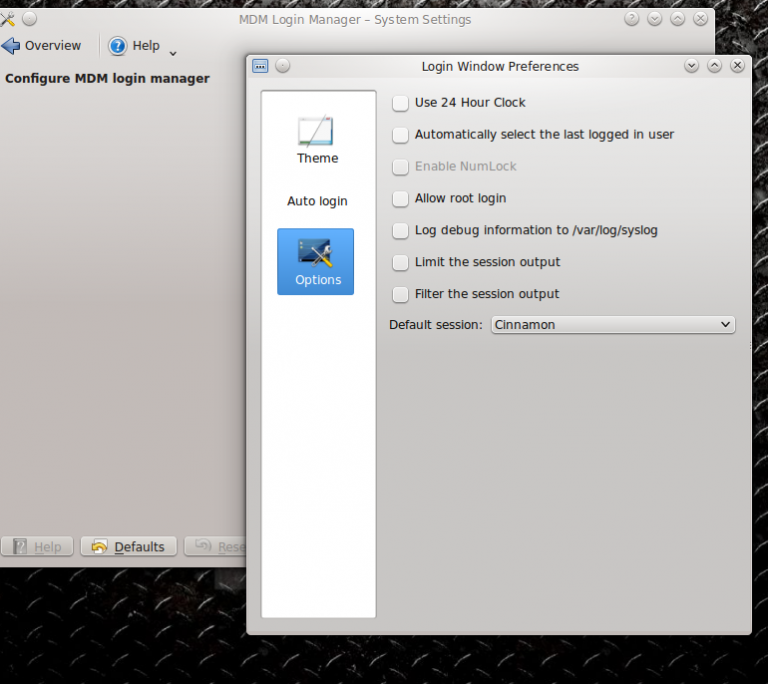 MDM Login Manager – System Settings
Overview
Help
Configure MDM login manager
Login Window Preferences
Theme
Auto login
Options
Use 24 Hour Clock
Automatically select the last logged in user
Enable NumLock
Allow root login
Log debug information to /var/log/syslog
Limit the session output
Filter the session output
Default session: Cinnamon
Help
Defaults
Rese